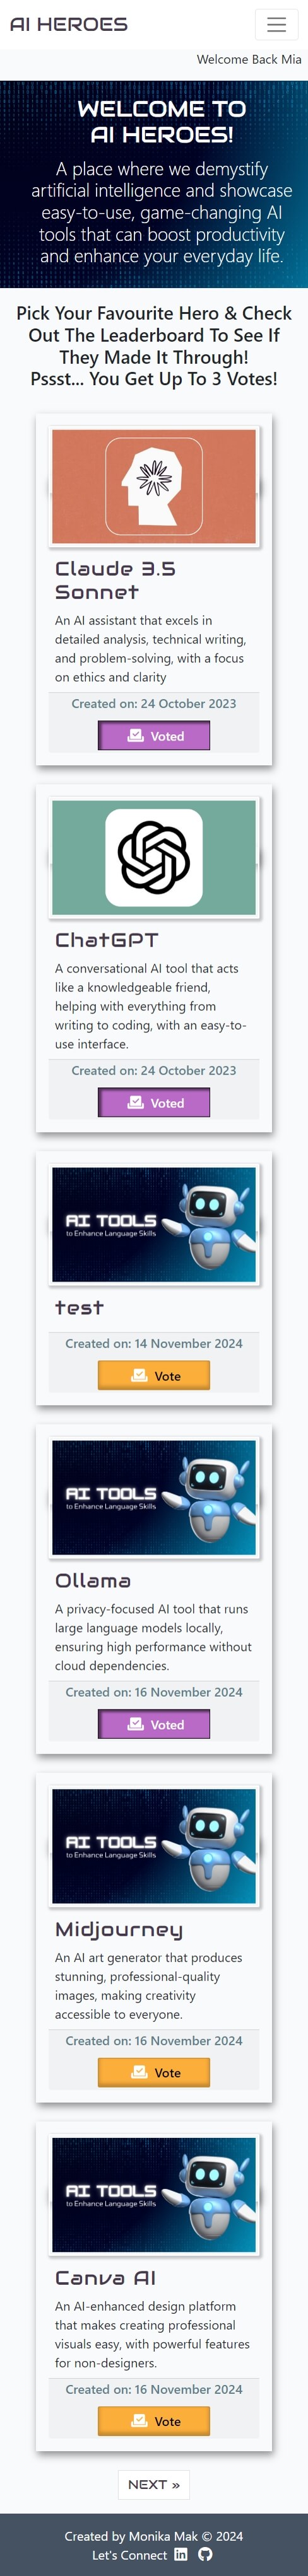 AI HEROES
Welcome Back Mia
WELCOME TO
AI HEROES!
A place where we demystify
artificial intelligence and showcase
easy-to-use, game-changing AI
tools that can boost productivity
and enhance your everyday life.
Pick Your Favourite Hero & Check
Out The Leaderboard To See If
They Made It Through!
Pssst... You Get Up To 3 Votes!
Claude 3.5
Sonnet
An AI assistant that excels in
detailed analysis, technical writing,
and problem-solving, with a focus
on ethics and clarity
Created on: 24 October 2023
Voted
ChatGPT
A conversational AI tool that acts
like a knowledgeable friend,
helping with everything from
writing to coding, with an easy-to-
use interface.
Created on: 24 October 2023
Voted
AI TOOLS
to Enhance Language Skills
test
Created on: 14 November 2024
Vote
AI TOOLS
to Enhance Language Skills
Ollama
A privacy-focused AI tool that runs
large language models locally,
ensuring high performance without
cloud dependencies.
Created on: 16 November 2024
Voted
AI TOOLS
to Enhance Language Skills
Midjourney
An AI art generator that produces
stunning, professional-quality
images, making creativity
accessible to everyone.
Created on: 16 November 2024
Vote
AI TOOLS
to Enhance Language Skills
Canva AI
An AI-enhanced design platform
that makes creating professional
visuals easy, with powerful features
for non-designers.
Created on: 16 November 2024
Vote
NEXT »
Created by Monika Mak © 2024
Let's Connect